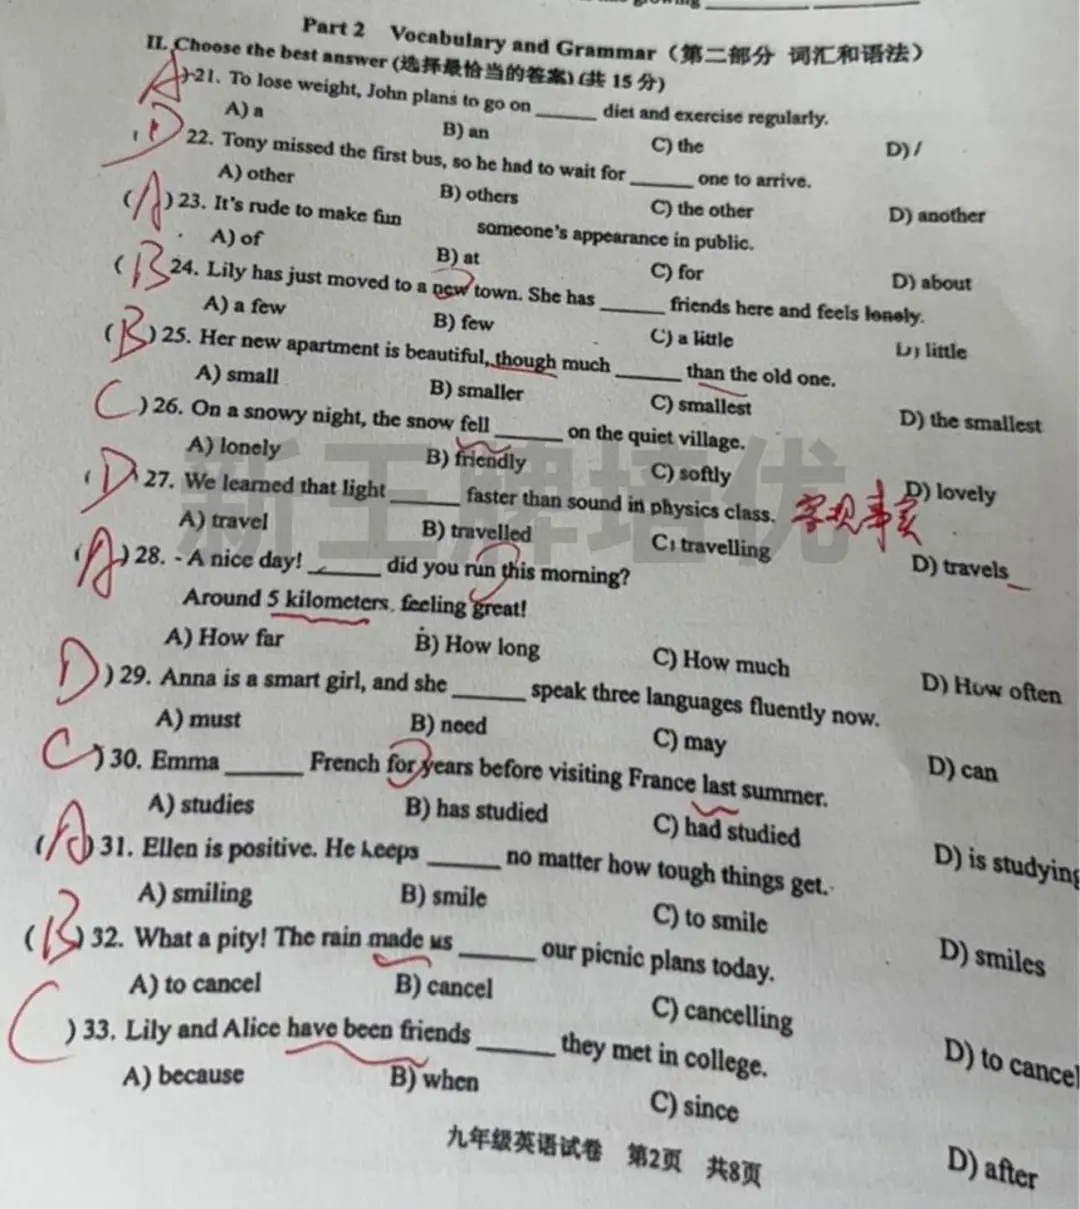 Part 2 Vocabulary and Grammar（第二部分 词汇和语法）
II. Choose the best answer (选择最恰当的答案) (共 15 分)
A )21. To lose weight, John plans to go on ______ diet and exercise regularly.
A) a B) an C) the D) /
D 22. Tony missed the first bus, so he had to wait for ______ one to arrive.
A) other B) others C) the other D) another
( A ) 23. It's rude to make fun someone's appearance in public.
A) of B) at C) for D) about
( B 24. Lily has just moved to a new town. She has ______ friends here and feels lonely.
A) a few B) few C) a little D) little
( B ) 25. Her new apartment is beautiful, though much ______ than the old one.
A) small B) smaller C) smallest D) the smallest
C ) 26. On a snowy night, the snow fell ______ on the quiet village.
A) lonely B) friendly C) softly D) lovely
( D ) 27. We learned that light ______ faster than sound in physics class. 客观事实
A) travel B) travelled C) travelling D) travels
( A ) 28. - A nice day! ______ did you run this morning?
Around 5 kilometers, feeling great!
A) How far B) How long C) How much D) How often
D ) 29. Anna is a smart girl, and she ______ speak three languages fluently now.
A) must B) need C) may D) can
C ) 30. Emma ______ French for years before visiting France last summer.
A) studies B) has studied C) had studied D) is studying
( A ) 31. Ellen is positive. He keeps ______ no matter how tough things get.
A) smiling B) smile C) to smile D) smiles
( B ) 32. What a pity! The rain made us ______ our picnic plans today.
A) to cancel B) cancel C) cancelling D) to cancel
C ) 33. Lily and Alice have been friends ______ they met in college.
A) because B) when C) since D) after
九年级英语试卷 第2页 共8页
新王牌培优